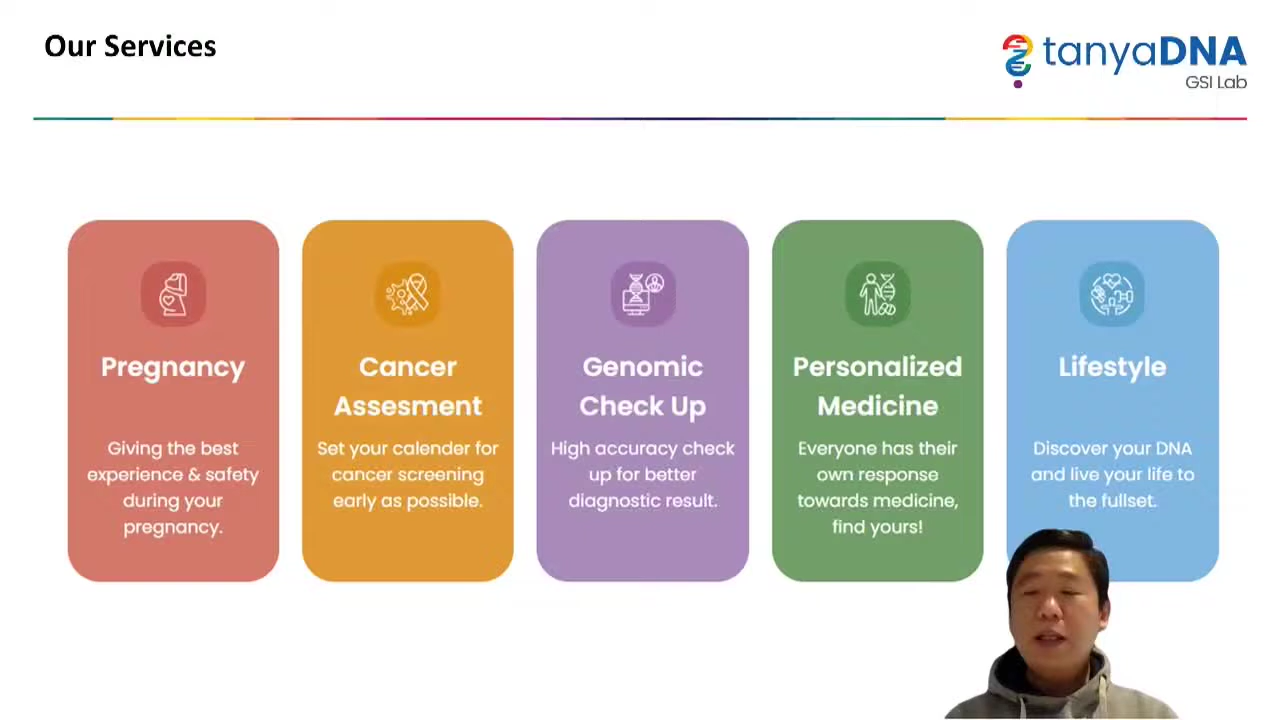 Our Services
tanyaDNA
GSI Lab
Pregnancy
Giving the best
experience & safety
during your
pregnancy.
Cancer
Assesment
Set your calender for
cancer screening
early as possible.
Genomic
Check Up
High accuracy check
up for better
diagnostic result.
Personalized
Medicine
Everyone has their
own response
towards medicine,
find yours!
Lifestyle
Discover your DNA
and live your life to
the fullset.